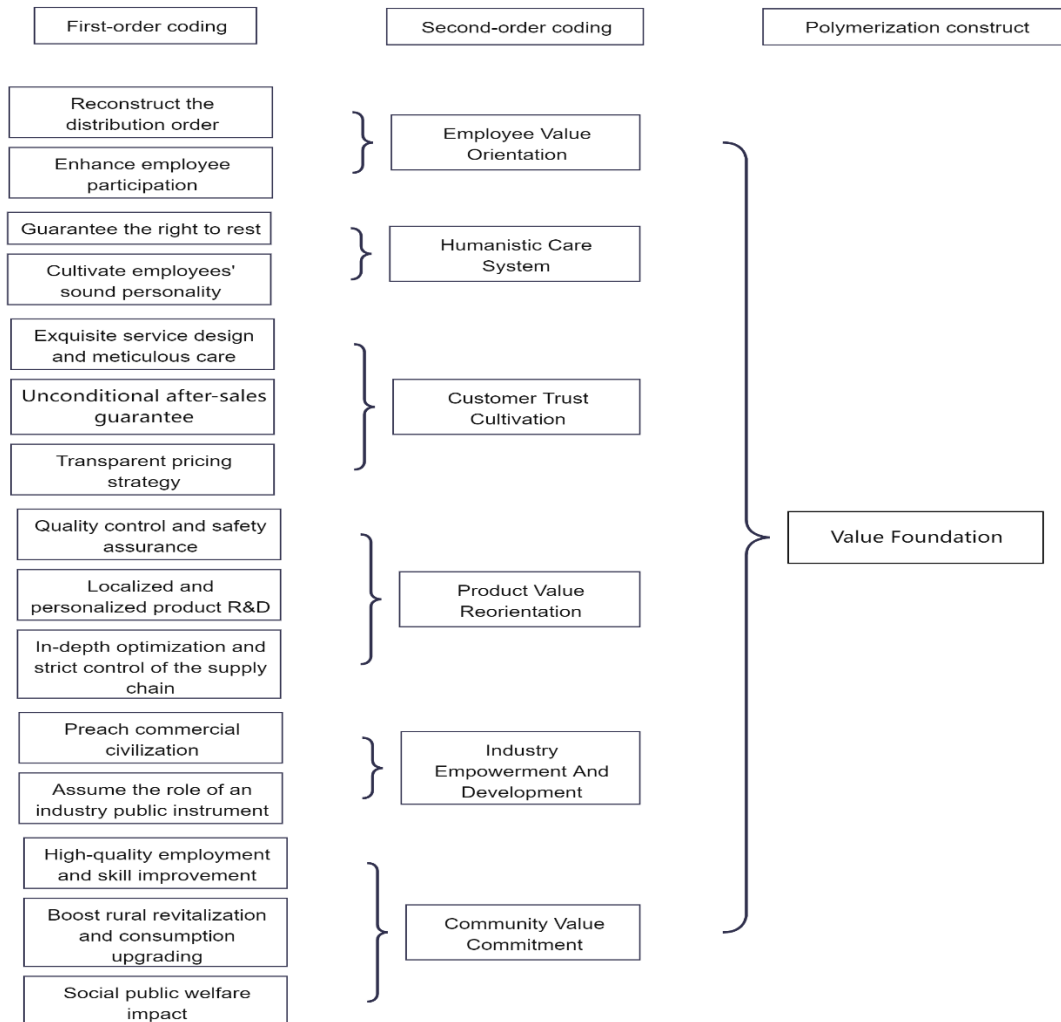 First-order coding
Second-order coding
Polymerization construct
Reconstruct the
distribution order
Enhance employee
participation
Employee Value
Orientation
Guarantee the right to rest
Cultivate employees'
sound personality
Humanistic Care
System
Exquisite service design
and meticulous care
Unconditional after-sales
guarantee
Transparent pricing
strategy
Customer Trust
Cultivation
Quality control and safety
assurance
Localized and
personalized product R&D
In-depth optimization and
strict control of the supply
chain
Product Value
Reorientation
Preach commercial
civilization
Assume the role of an
industry public instrument
Industry
Empowerment And
Development
High-quality employment
and skill improvement
Boost rural revitalization
and consumption
upgrading
Social public welfare
impact
Community Value
Commitment
Value Foundation